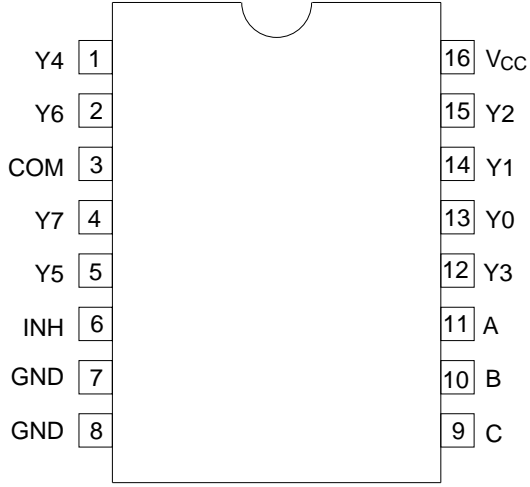 Y4 1 16 VCC
Y6 2 15 Y2
COM 3 14 Y1
Y7 4 13 Y0
Y5 5 12 Y3
INH 6 11 A
GND 7 10 B
GND 8 9 C